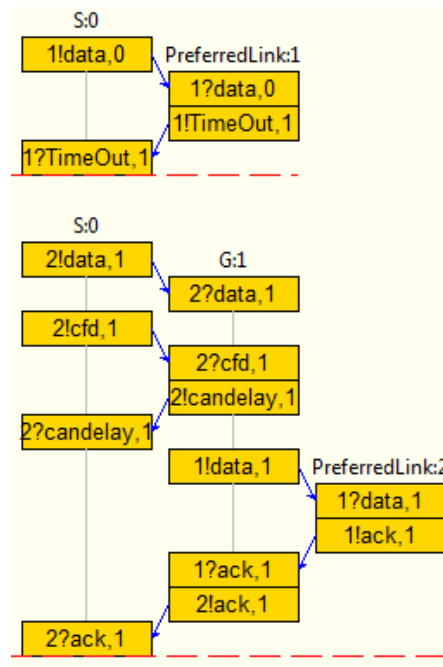 S:0
1!data,0
PreferredLink:1
1?data,0
1!TimeOut,1
1?TimeOut,1
S:0
2!data,1
G:1
2?data,1
2!cfd,1
2?cfd,1
2!candelay,1
2?candelay,1
1!data,1
PreferredLink:2
1?data,1
1!ack,1
1?ack,1
2!ack,1
2?ack,1